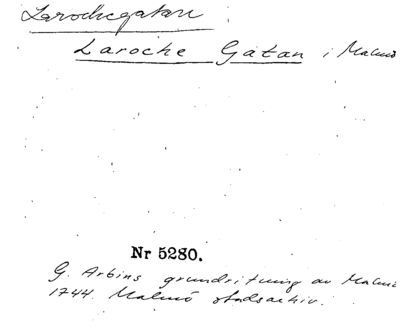 Larochegatan
Laroche Gatan i Malmö
Nr 5280.
G. Arbins grundritning av Malmö
1744. Malmö stadsarkiv.